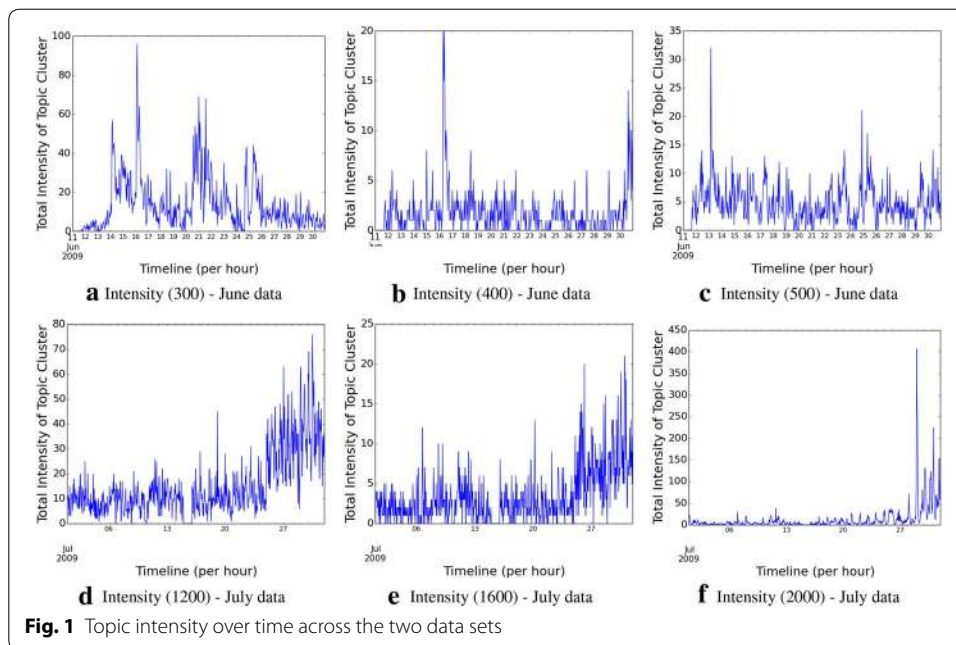 Total Intensity of Topic Cluster
100
80
60
40
20
0
11 12 13 14 15 16 17 18 19 20 21 22 23 24 25 26 27 28 29 30
Jun
2009
Timeline (per hour)
a Intensity (300) - June data
Total Intensity of Topic Cluster
20
15
10
5
0
11 12 13 14 15 16 17 18 19 20 21 22 23 24 25 26 27 28 29 30
Timeline (per hour)
b Intensity (400) - June data
Total Intensity of Topic Cluster
35
30
25
20
15
10
5
0
11 12 13 14 15 16 17 18 19 20 21 22 23 24 25 26 27 28 29 30
Jun
2009
Timeline (per hour)
c Intensity (500) - June data
Total Intensity of Topic Cluster
80
70
60
50
40
30
20
10
0
06 13 20 27
Jul
2009
Timeline (per hour)
d Intensity (1200) - July data
Total Intensity of Topic Cluster
25
20
15
10
5
0
06 13 20 27
Jul
2009
Timeline (per hour)
e Intensity (1600) - July data
Total Intensity of Topic Cluster
450
400
350
300
250
200
150
100
50
0
06 13 20 27
Jul
2009
Timeline (per hour)
f Intensity (2000) - July data
Fig. 1 Topic intensity over time across the two data sets